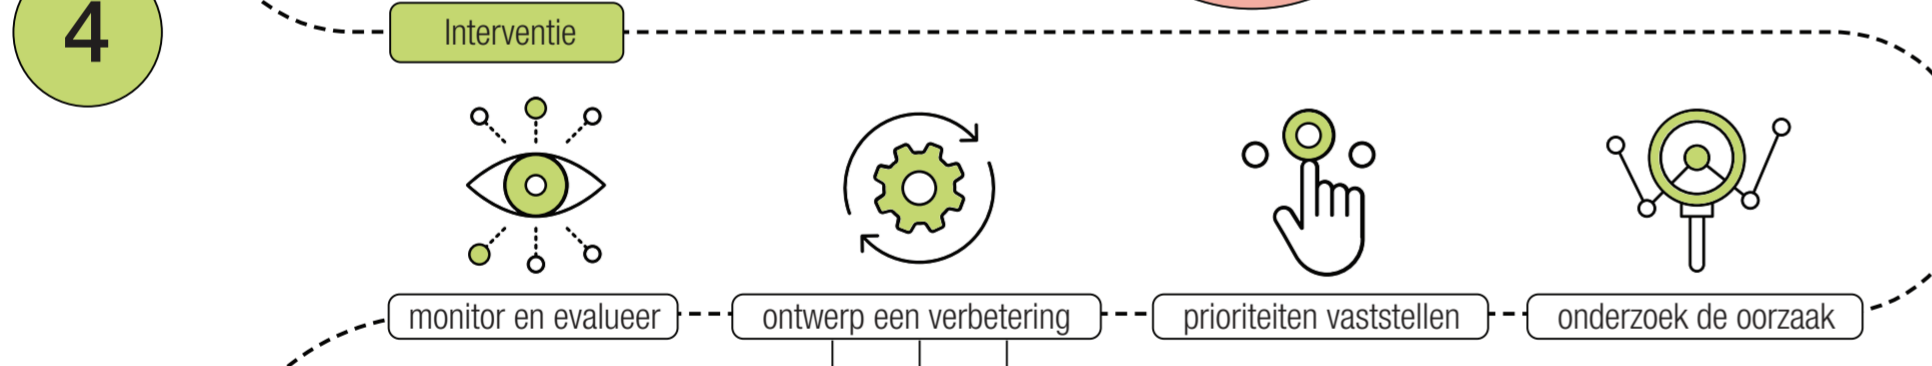 4
Interventie
monitor en evalueer
ontwerp een verbetering
prioriteiten vaststellen
onderzoek de oorzaak